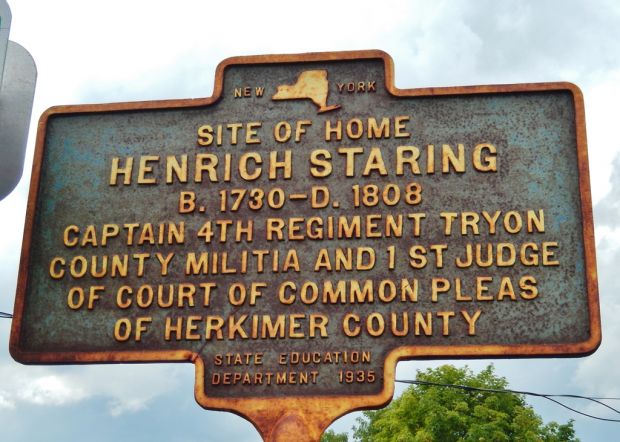 NEW YORK
SITE OF HOME
HENRICH STARING
B. 1730-D. 1808
CAPTAIN 4TH REGIMENT TRYON
COUNTY MILITIA AND 1 ST JUDGE
OF COURT OF COMMON PLEAS
OF HERKIMER COUNTY
STATE EDUCATION
DEPARTMENT 1935